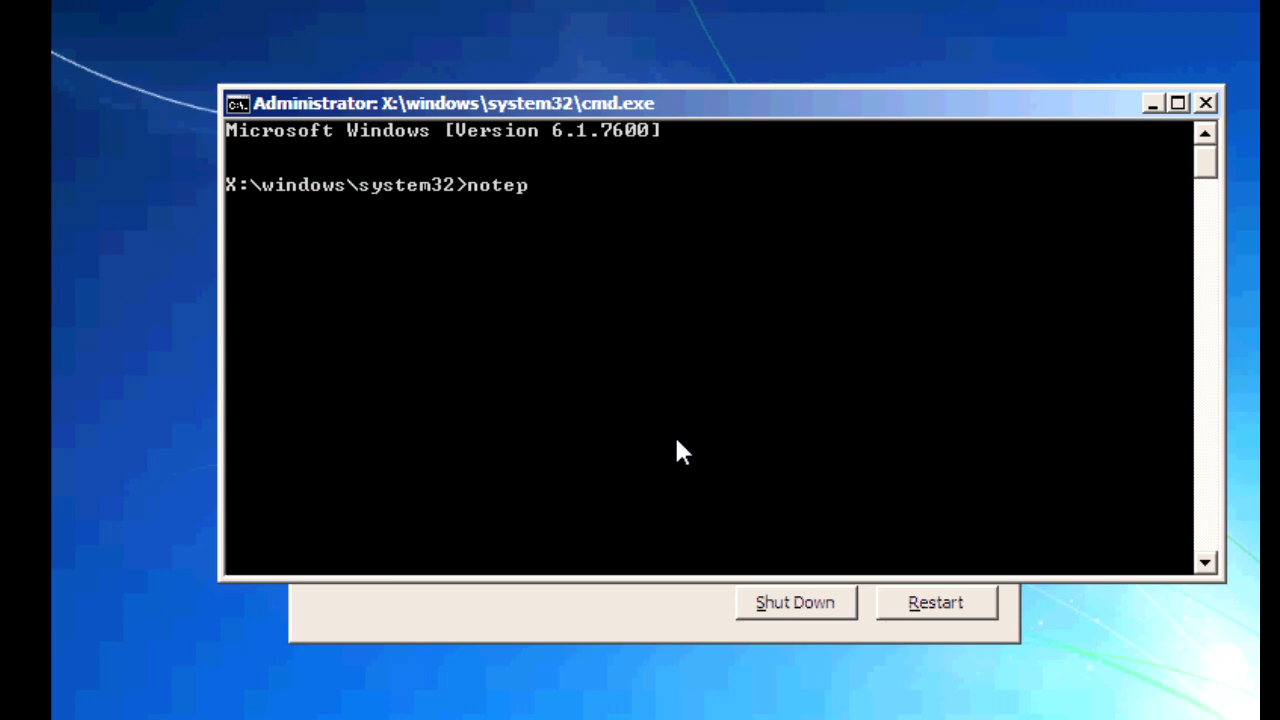 Administrator: X:\windows\system32\cmd.exe
Microsoft Windows [Version 6.1.7600]
X:\windows\system32>notep
Shut Down
Restart